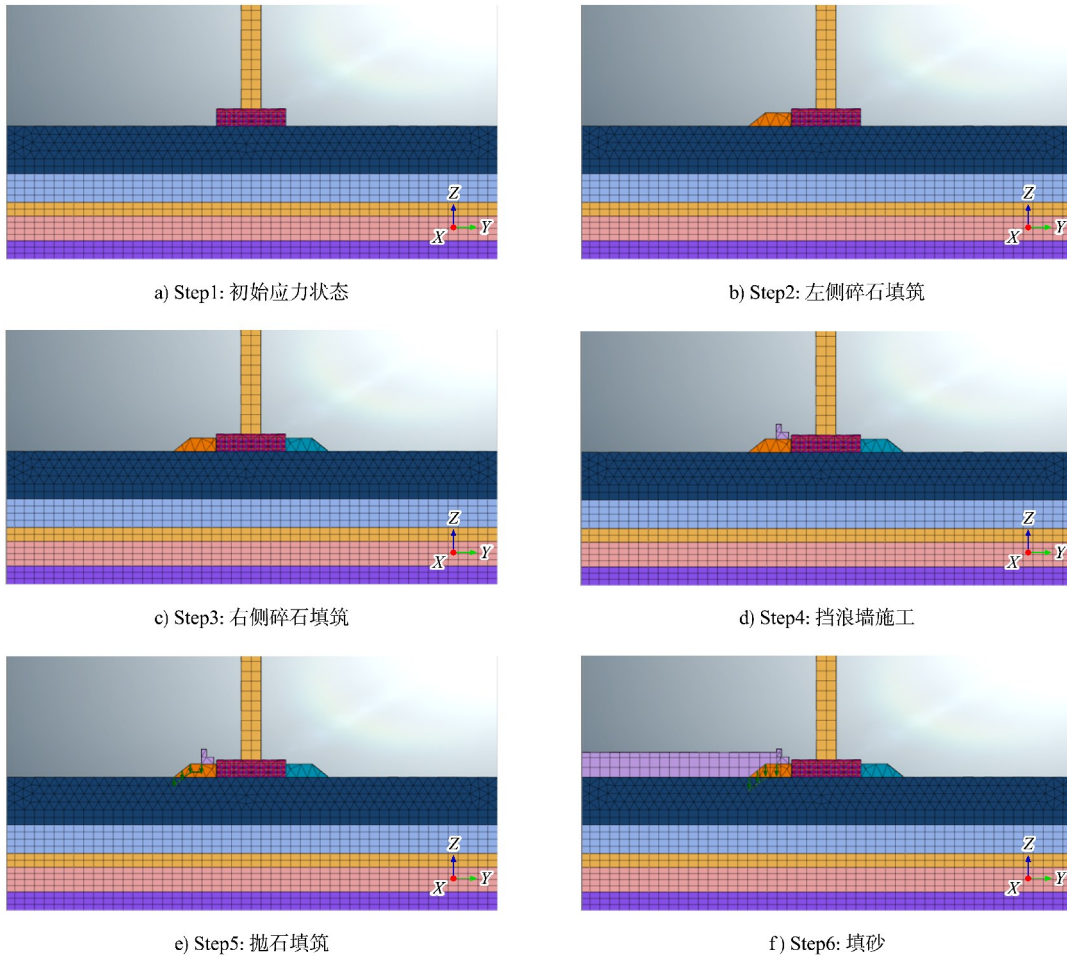 Z
Y
X
Z
Y
X
a) Step1: 初始应力状态
b) Step2: 左侧碎石填筑
Z
Y
X
Z
Y
X
c) Step3: 右侧碎石填筑
d) Step4: 挡浪墙施工
Z
Y
X
Z
Y
X
e) Step5: 抛石填筑
f) Step6: 填砂